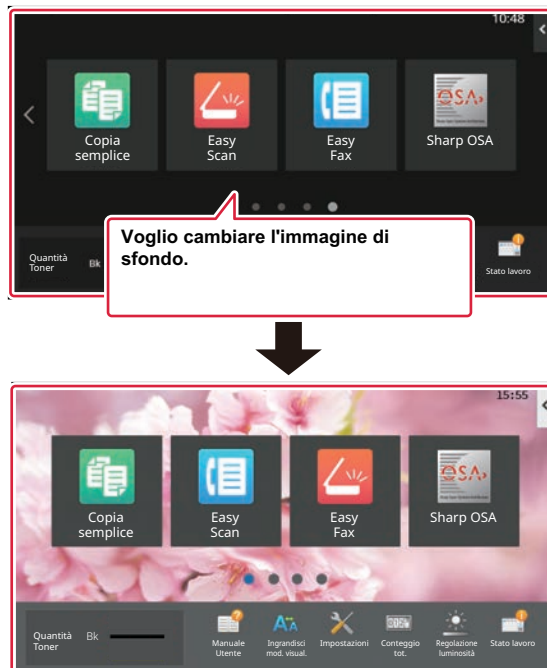 10:48
Copia
semplice
Easy
Scan
Easy
Fax
OSA
Sharp OSA
Voglio cambiare l'immagine di
sfondo.
Quantità
Toner
Bk
Stato lavoro
15:55
Copia
semplice
Easy
Scan
Easy
Fax
OSA
Sharp OSA
Quantità
Toner
Bk
Manuale
Utente
Ingrandisci
mod. visual.
Impostazioni
Conteggio
tot.
Regolazione
luminosità
Stato lavoro